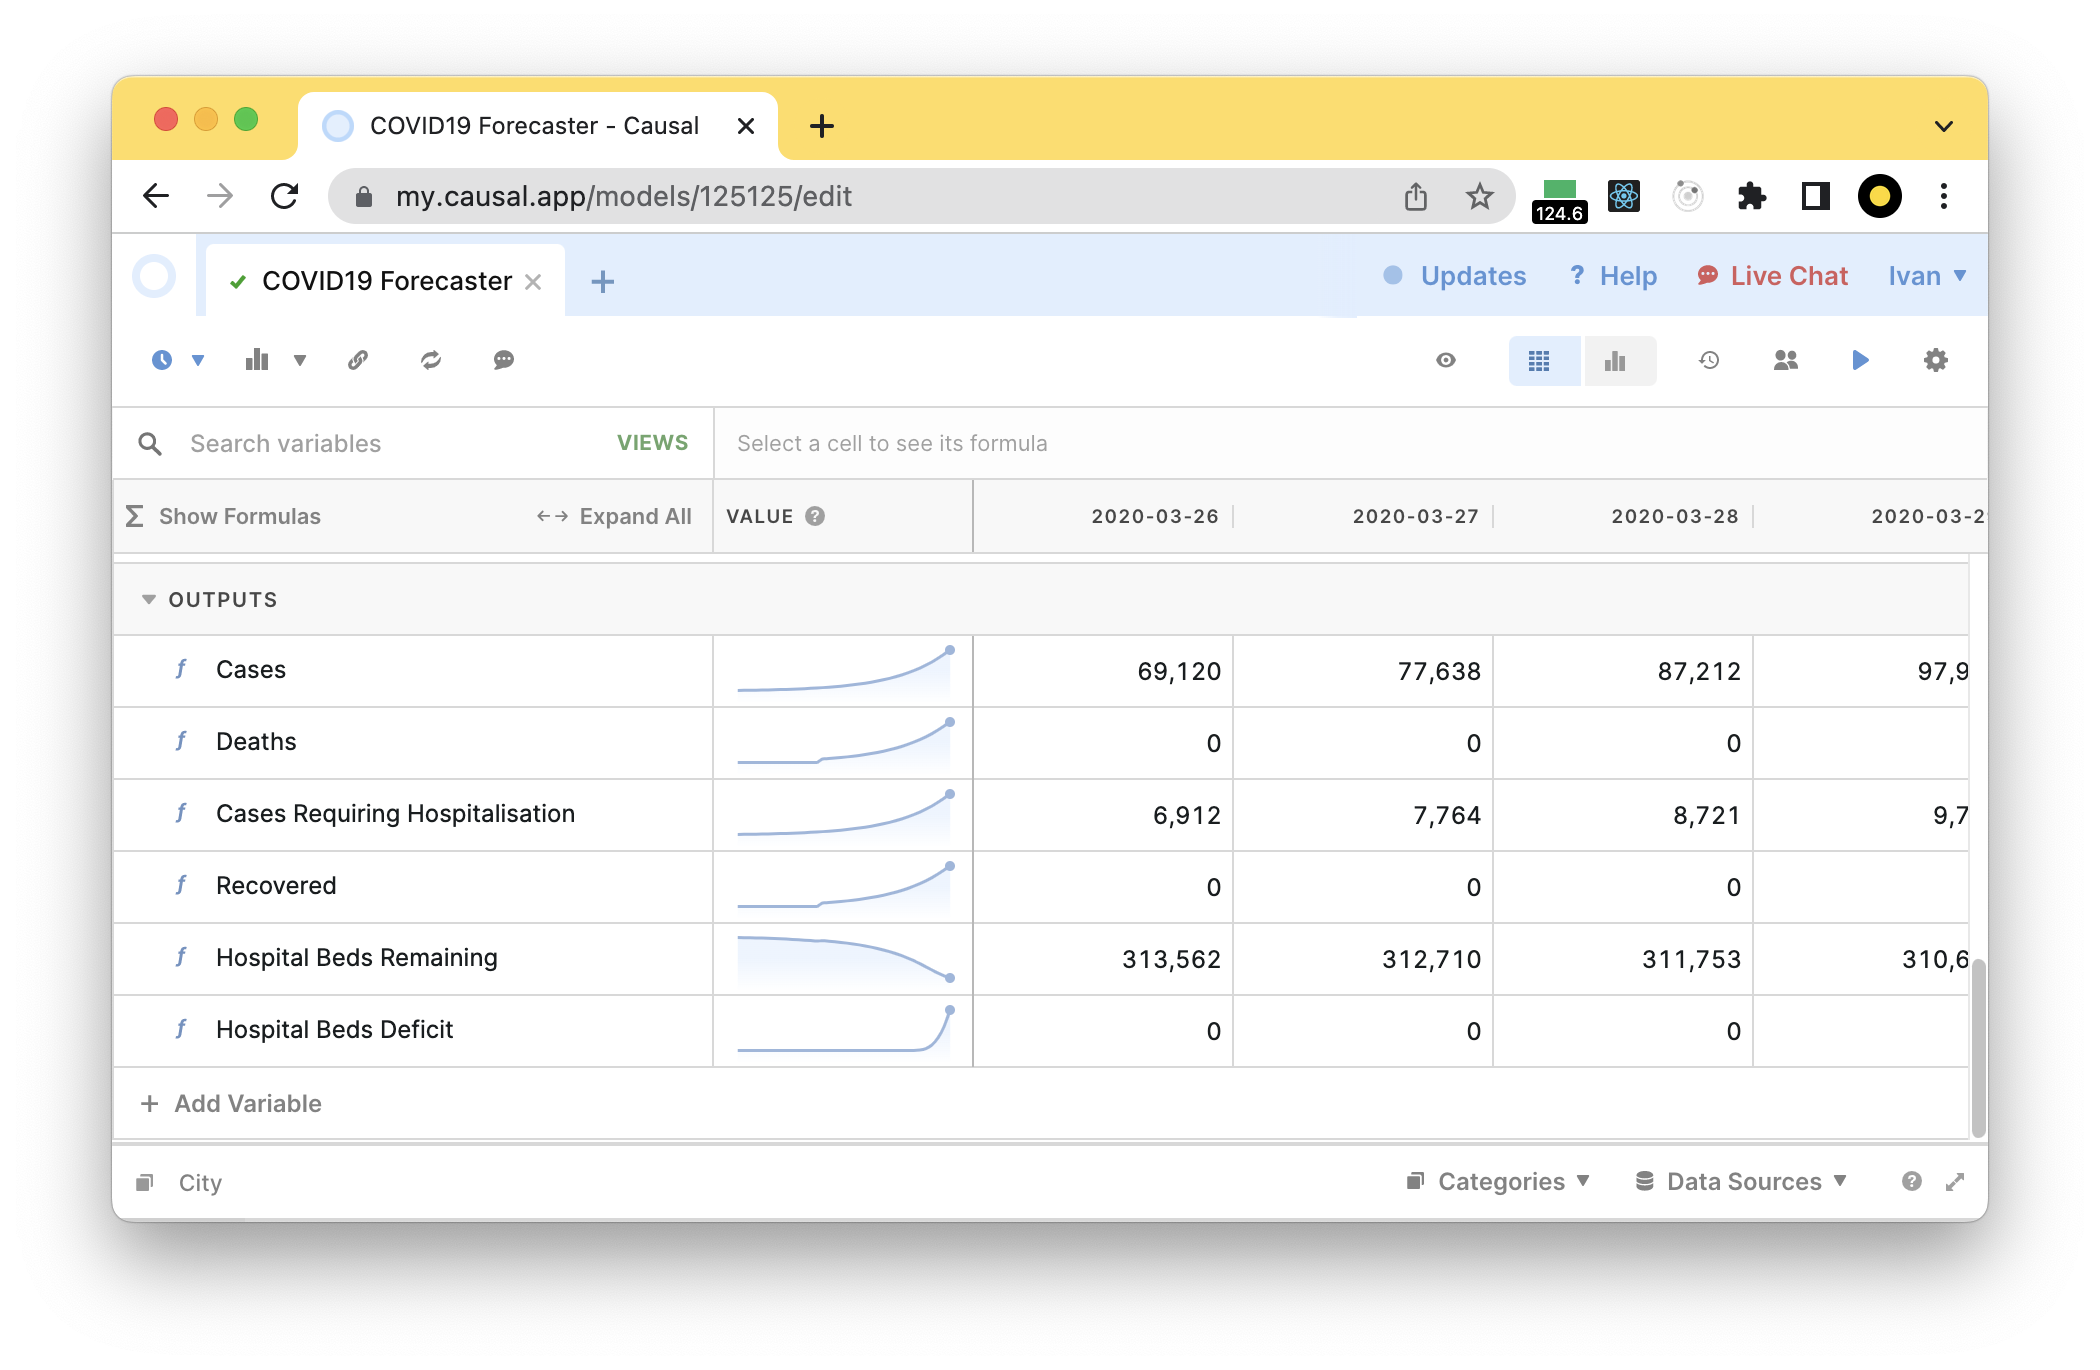 COVID19 Forecaster - Causal
my.causal.app/models/125125/edit
124.6
COVID19 Forecaster
Updates
? Help
Live Chat
Ivan
Search variables
VIEWS
Select a cell to see its formula
Σ Show Formulas
Expand All
VALUE ?
2020-03-26
2020-03-27
2020-03-28
2020-03-2
OUTPUTS
f Cases 69,120 77,638 87,212 97,9
f Deaths 0 0 0
f Cases Requiring Hospitalisation 6,912 7,764 8,721 9,7
f Recovered 0 0 0
f Hospital Beds Remaining 313,562 312,710 311,753 310,6
f Hospital Beds Deficit 0 0 0
+ Add Variable
City
Categories
Data Sources
?